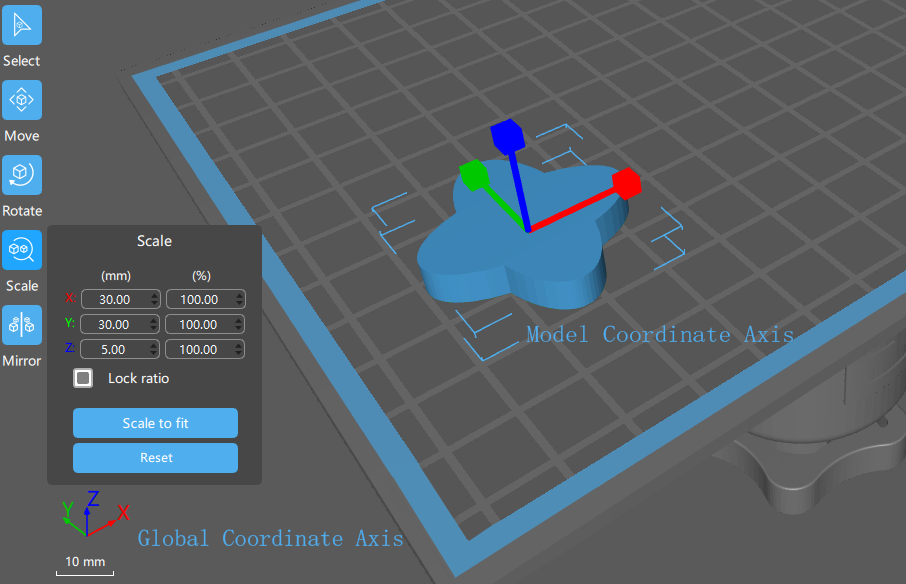 Select
Move
Rotate
Scale
Mirror
Scale
(mm) (%)
X: 30.00 100.00
Y: 30.00 100.00
Z: 5.00 100.00
Lock ratio
Scale to fit
Reset
Model Coordinate Axis
Y Z X
Global Coordinate Axis
10 mm